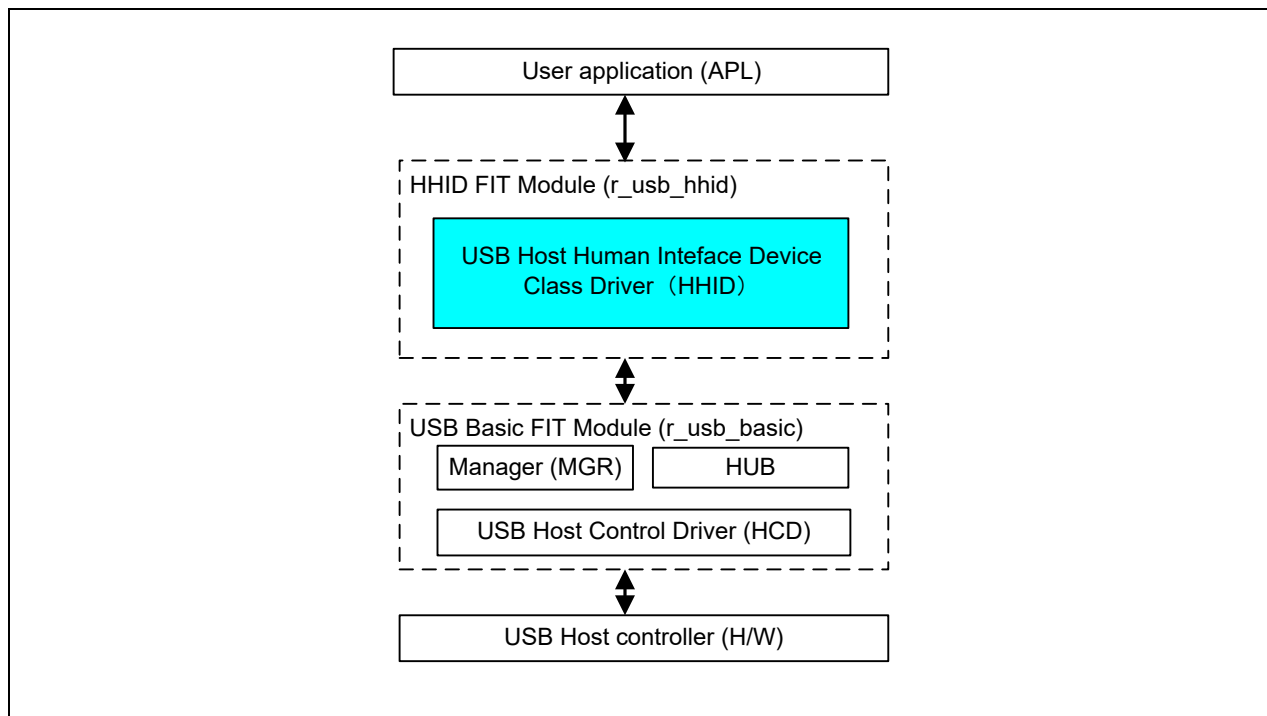 User application (APL)
HHID FIT Module (r_usb_hhid)
USB Host Human Inteface Device
Class Driver（HHID）
USB Basic FIT Module (r_usb_basic)
Manager (MGR)
HUB
USB Host Control Driver (HCD)
USB Host controller (H/W)